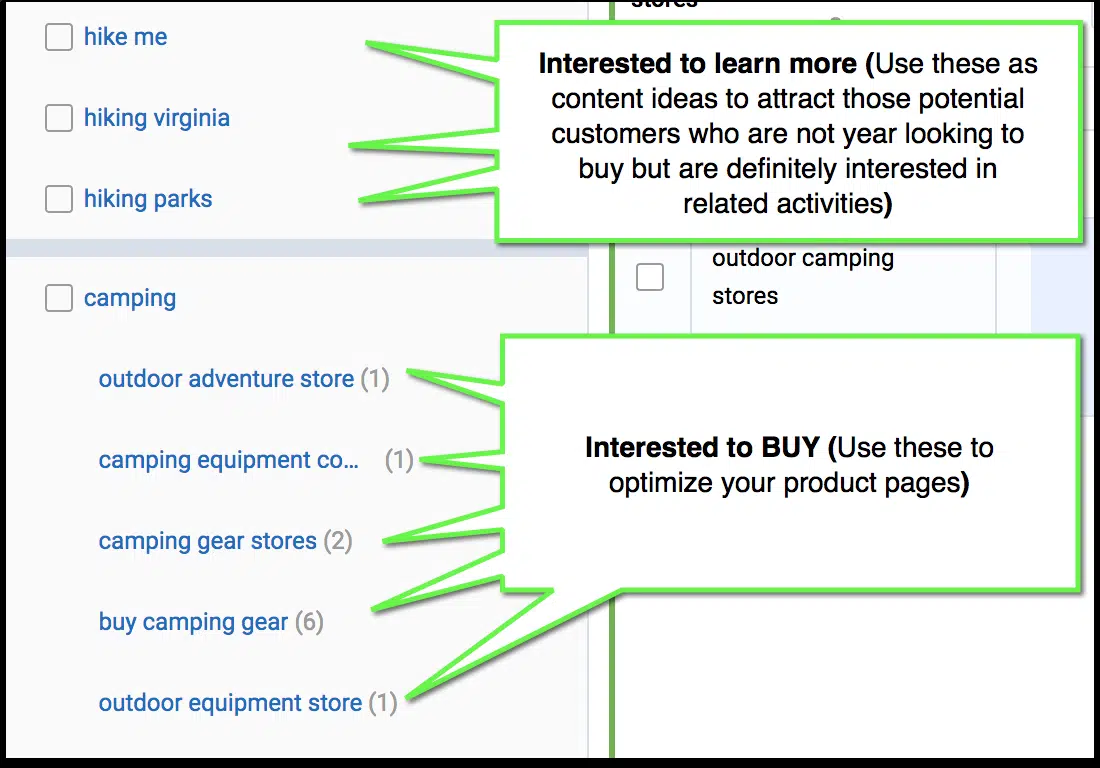 stores
hike me
hiking virginia
hiking parks
Interested to learn more (Use these as
content ideas to attract those potential
customers who are not year looking to
buy but are definitely interested in
related activities)
camping
outdoor camping
stores
outdoor adventure store (1)
camping equipment co... (1)
camping gear stores (2)
buy camping gear (6)
outdoor equipment store (1)
Interested to BUY (Use these to
optimize your product pages)